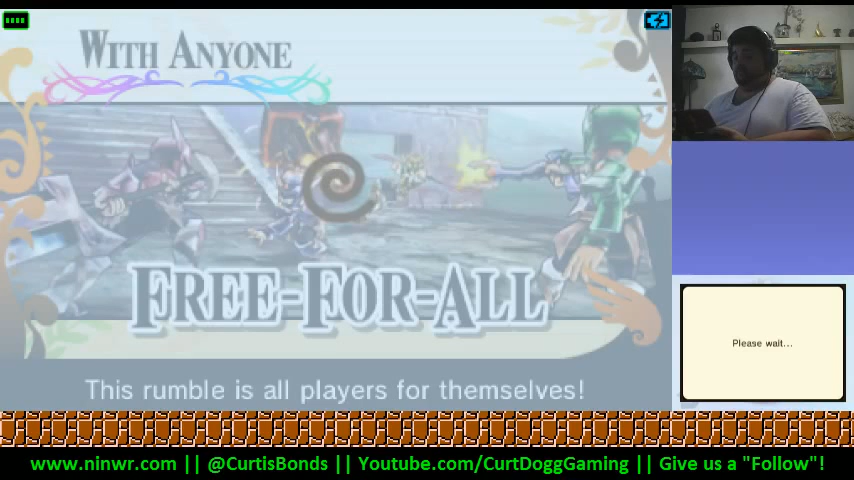 WITH ANYONE
FREE-FOR-ALL
This rumble is all players for themselves!
Please wait...
www.ninwr.com || @CurtisBonds || Youtube.com/CurtDoggGaming || Give us a "Follow"!